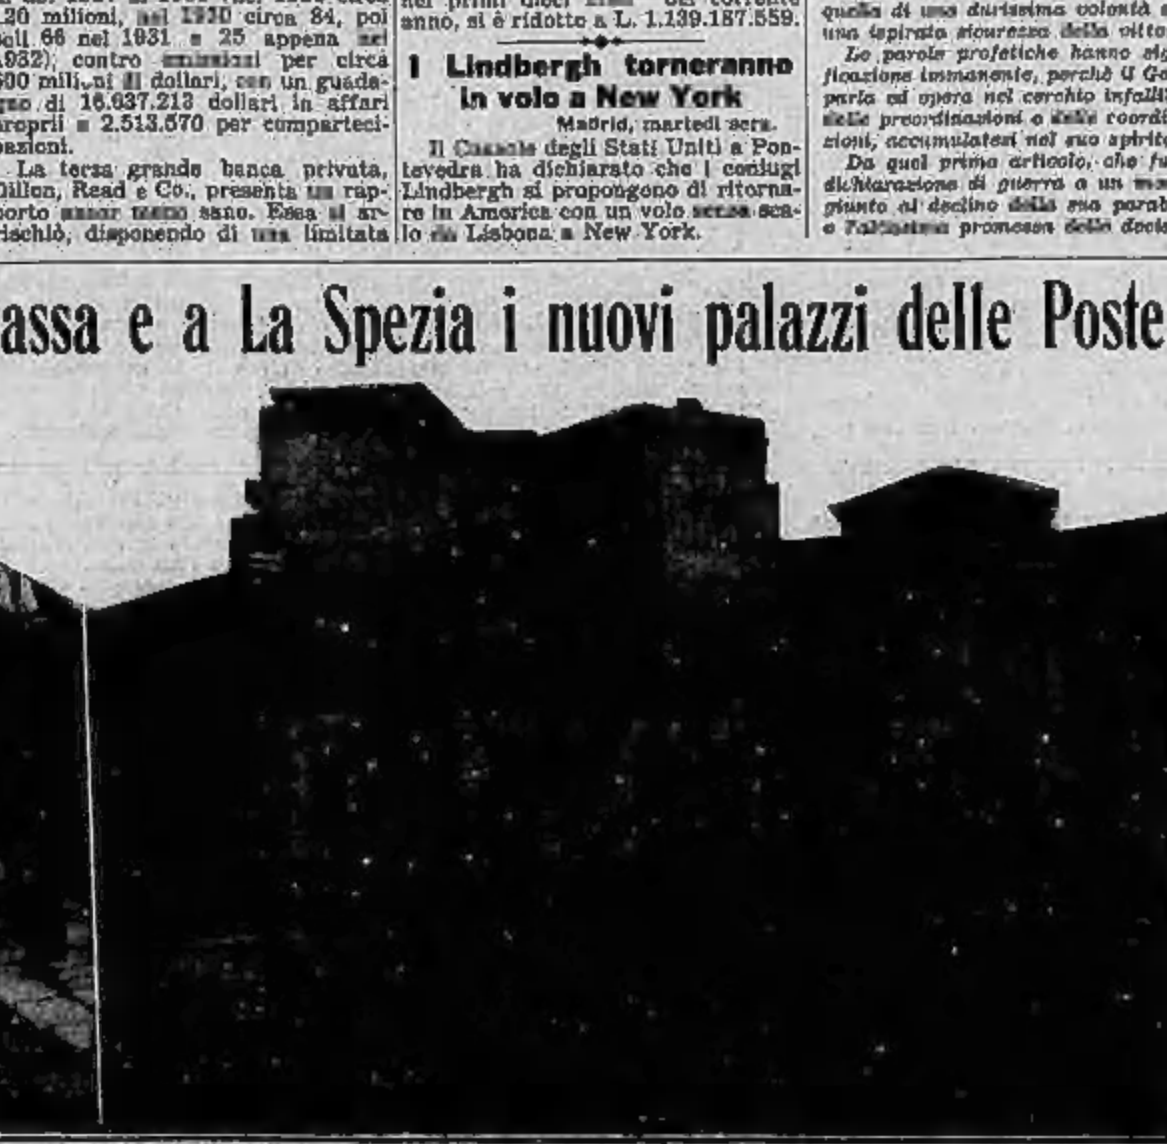 20 milioni, nel 1930 circa 84, poi
soli 66 nel 1931 e 25 appena nel
1932); contro emissioni per circa
milioni di dollari, con un guada-
gno di 16.637.213 dollari in affari
proprii e 2.513.570 per comparteci-
pazioni.
La terza grande banca privata,
Dillon, Read e Co., presenta un rap-
porto sano. Essa si ar-
rischiò, disponendo di una limitata
nei primi dieci
anno, si è ridotto a L. 1.139.187.559.
I Lindbergh torneranno
in volo a New York
Madrid, martedì sera.
Il Console degli Stati Uniti a Pon-
tevedra ha dichiarato che i coniugi
Lindbergh si propongono di ritorna-
re in America con un volo senza sca-
lo da Lisbona a New York.
quella di una durissima volontà
una ispirata sicurezza della vitto
Le parole profetiche hanno sig
ficazione immanente, perchè il G
parla ed opera nel cerchio infalli
delle preordinazioni e delle coordi
zioni, accumulatesi nel suo spirit
Da quel primo articolo, che fu
dichiarazione di guerra a un
giunto al declino della sua parab
e l'altissima promessa delle
assa e a La Spezia i nuovi palazzi delle Poste